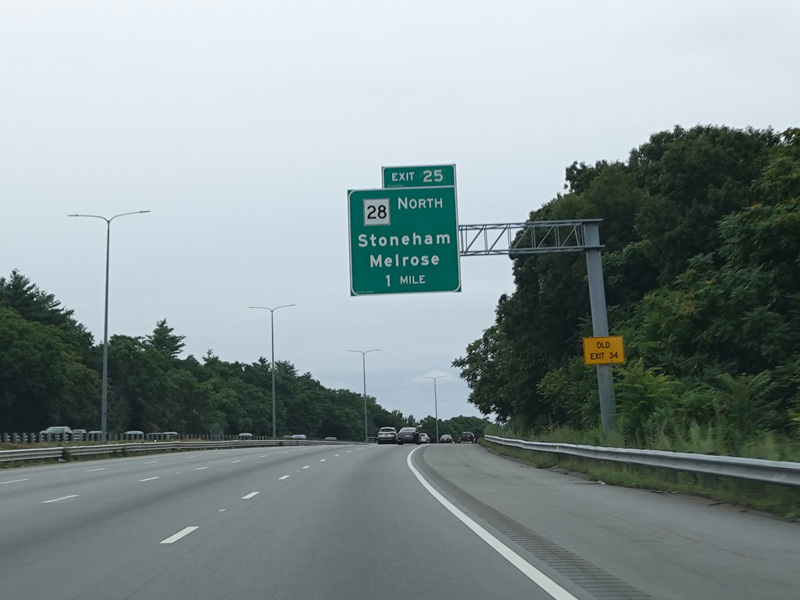 EXIT 25
28 NORTH
Stoneham
Melrose
1 MILE
OLD
EXIT 34